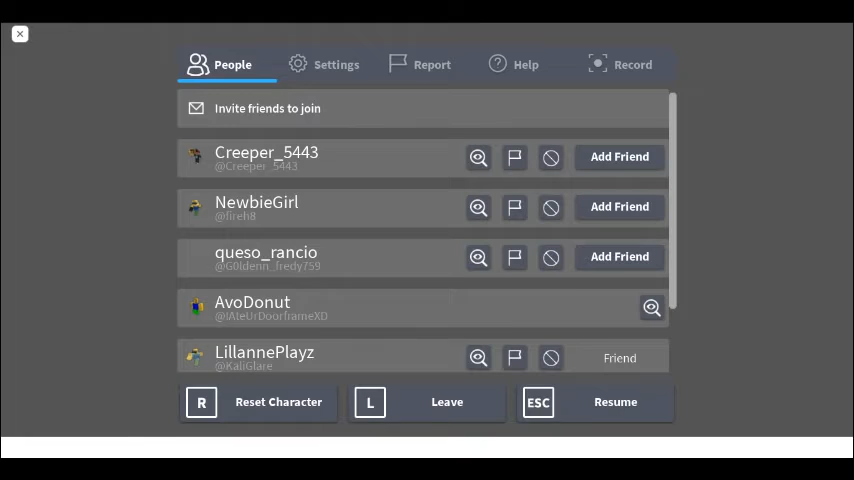 People
Settings
Report
Help
Record
Invite friends to join
Creeper_5443
@Creeper_5443
Add Friend
NewbieGirl
@fireh8
Add Friend
queso_rancio
@G0ldenn_fredy759
Add Friend
AvoDonut
@IAteUrDoorframeXD
LillannePlayz
@KaliGlare
Friend
R
Reset Character
L
Leave
ESC
Resume